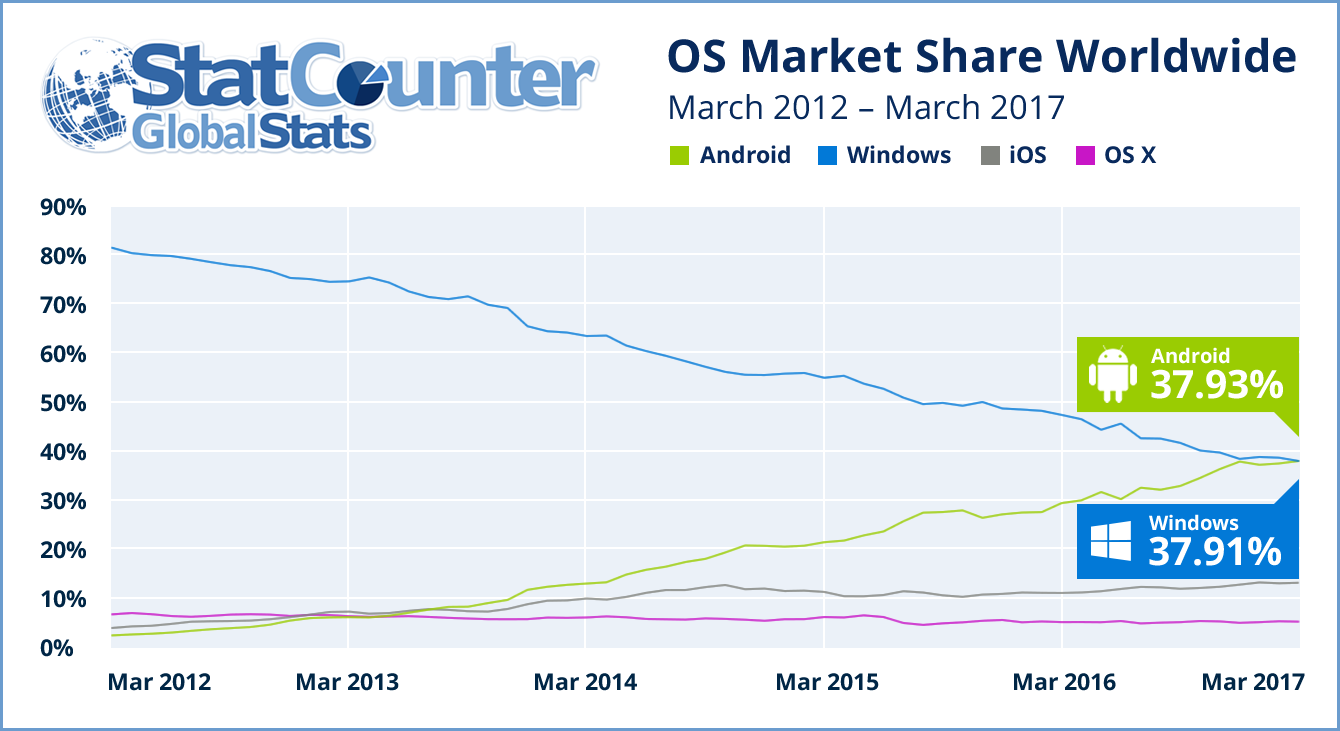 StatCounter
GlobalStats
OS Market Share Worldwide
March 2012 – March 2017
Android Windows iOS OS X
90%
80%
70%
60%
50%
40%
30%
20%
10%
0%
Android
37.93%
Windows
37.91%
Mar 2012 Mar 2013 Mar 2014 Mar 2015 Mar 2016 Mar 2017